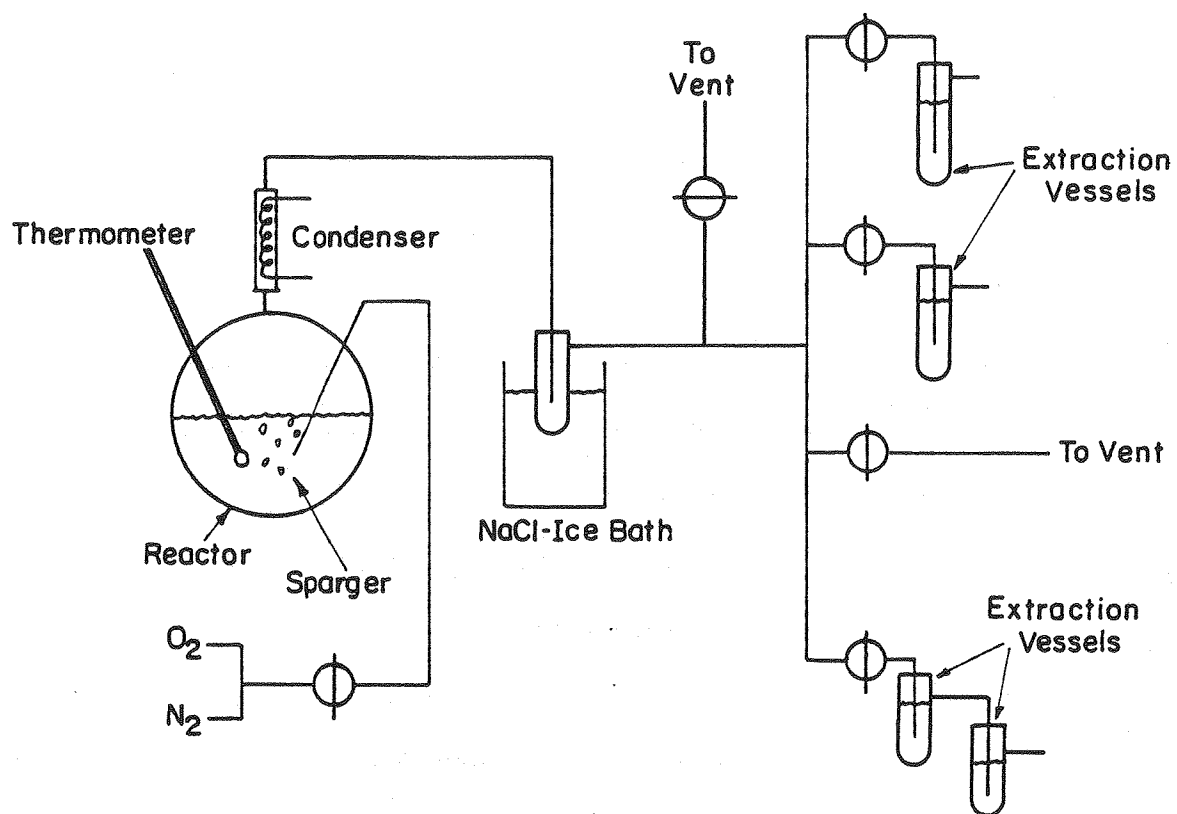 To
Vent
Extraction
Vessels
Thermometer
Condenser
To Vent
NaCl-Ice Bath
Reactor
Sparger
Extraction
Vessels
O₂
N₂